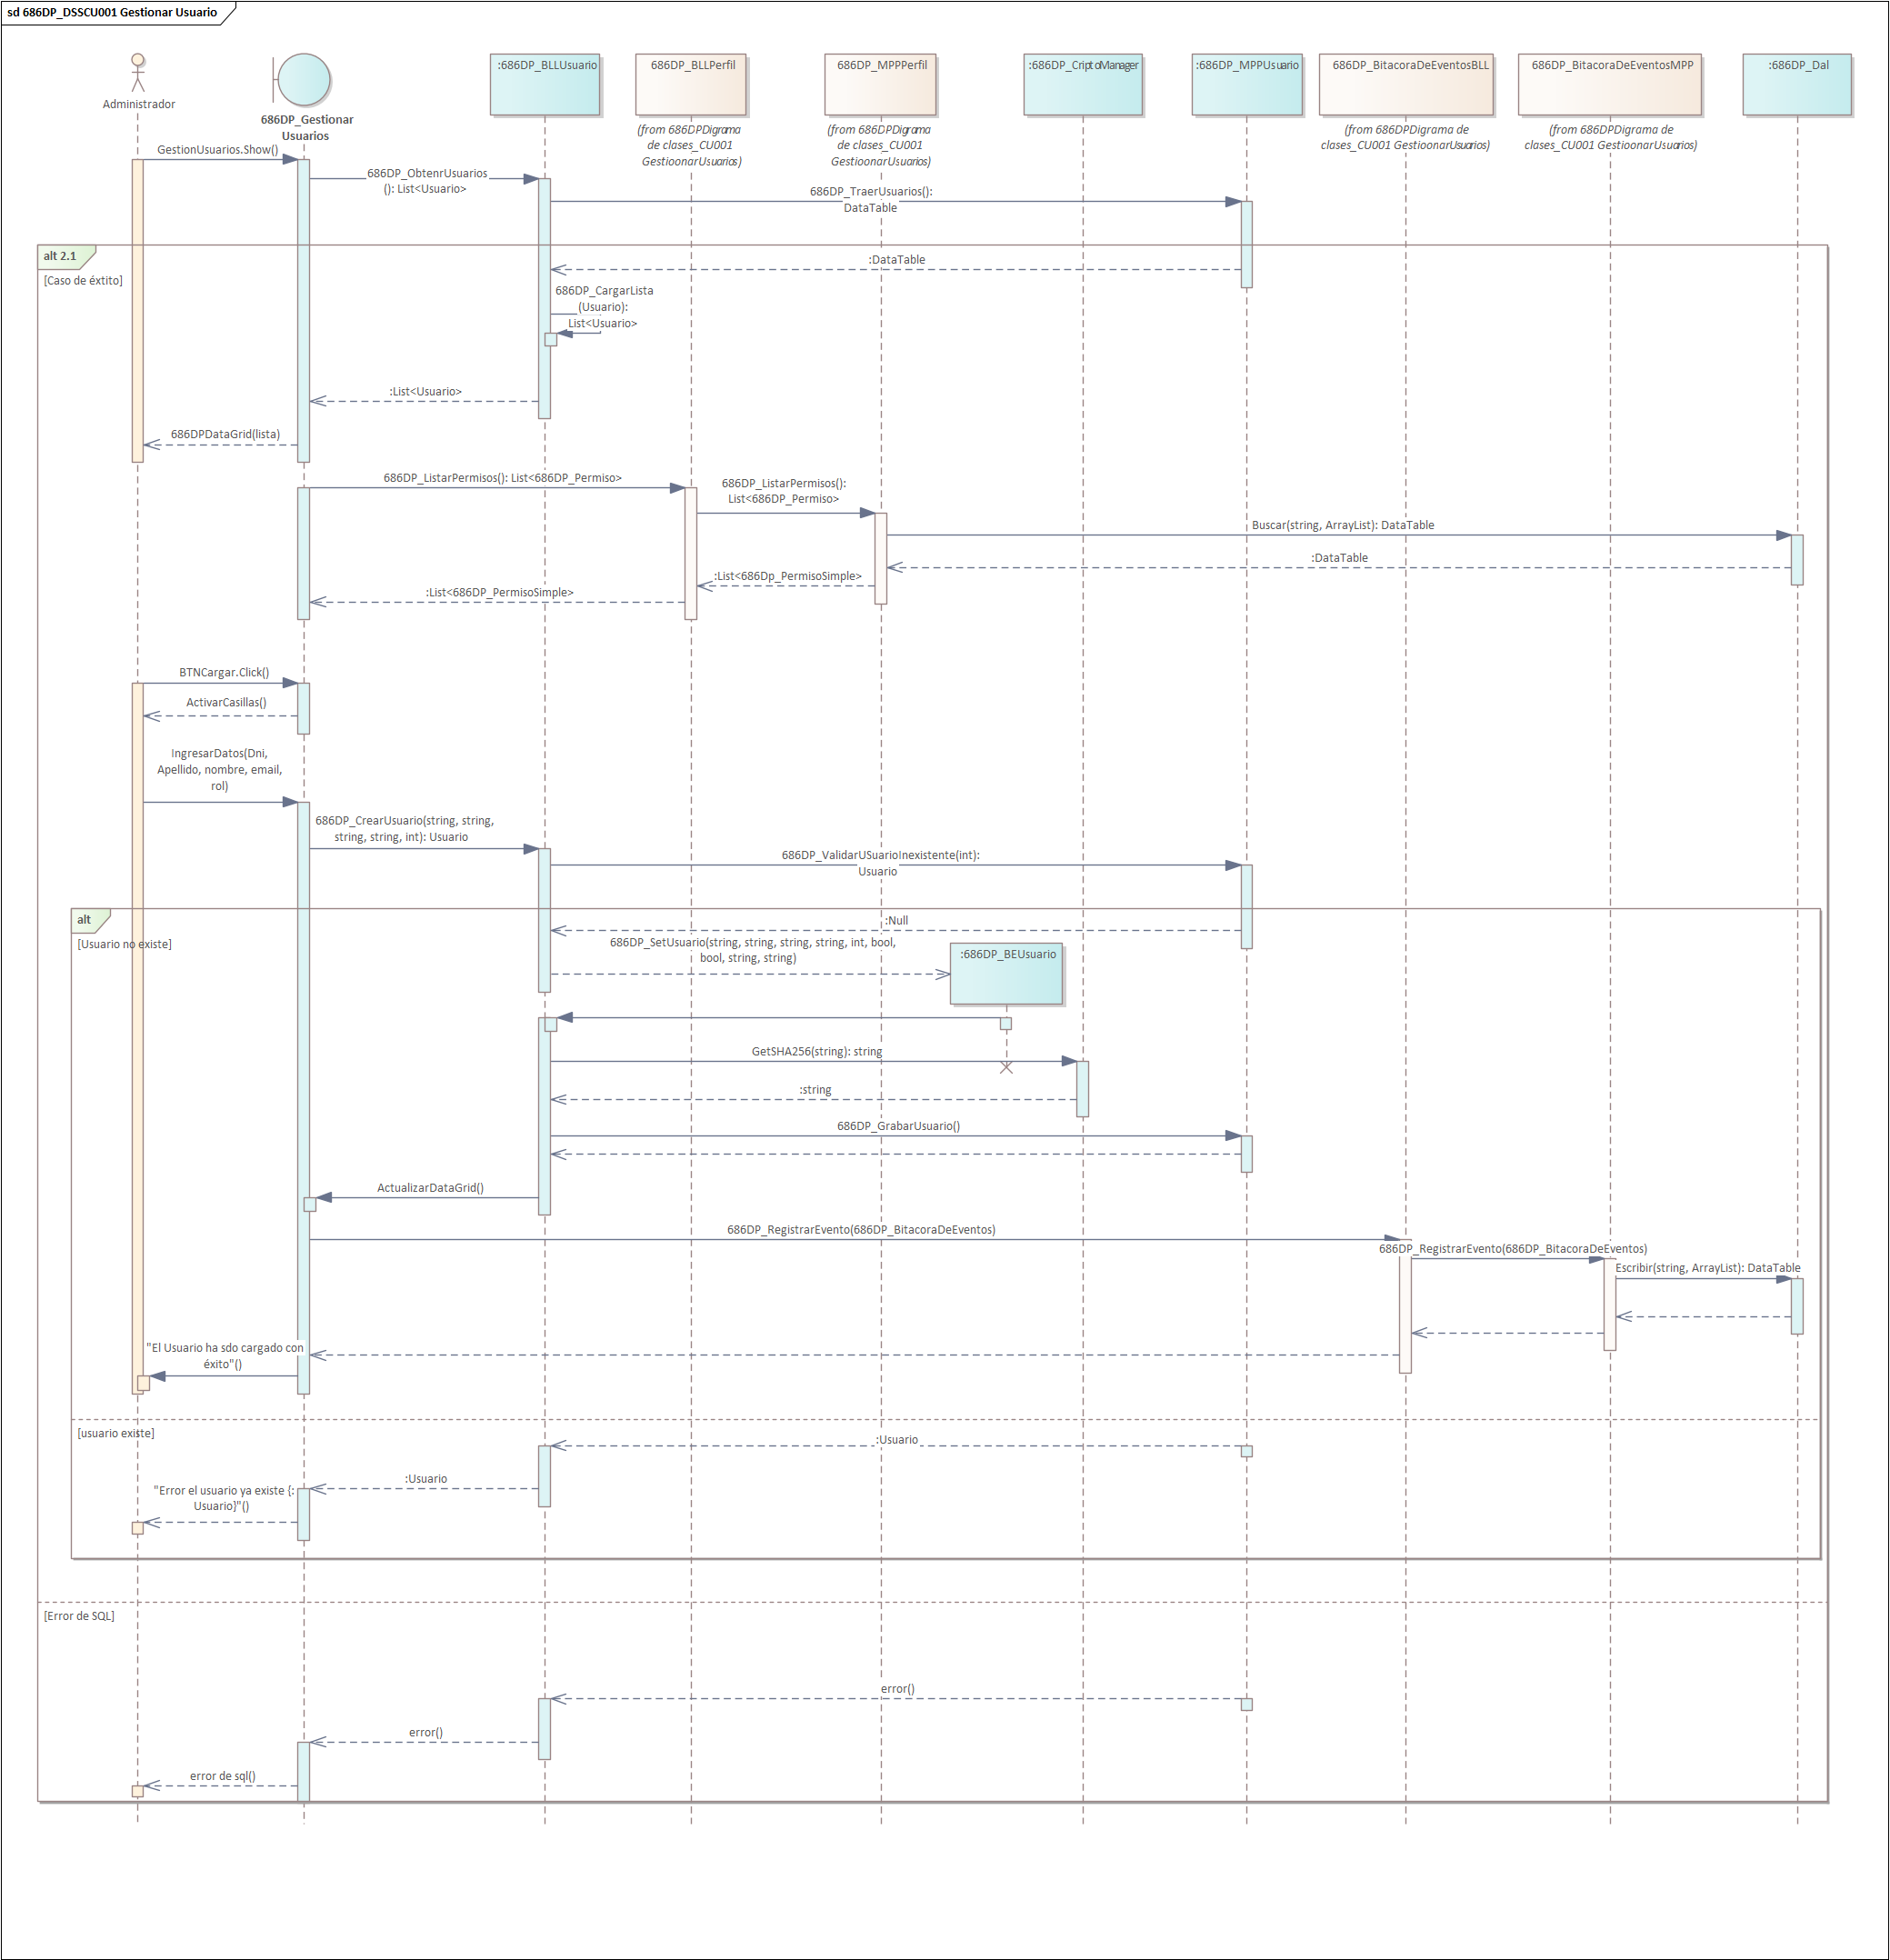 sd 686DP_DSSCU001 Gestionar Usuario
Administrador
686DP_Gestionar
Usuarios
:686DP_BLLUsuario
686DP_BLLPerfil
(from 686DPDigrama
de clases_CU001
GestioonarUsuarios)
686DP_MPPPerfil
(from 686DPDigrama
de clases_CU001
GestioonarUsuarios)
:686DP_CriptoManager
:686DP_MPPUsuario
686DP_BitacoraDeEventosBLL
(from 686DPDigrama de
clases_CU001 GestioonarUsuarios)
686DP_BitacoraDeEventosMPP
(from 686DPDigrama de
clases_CU001 GestioonarUsuarios)
:686DP_Dal
GestionUsuarios.Show()
686DP_ObtenrUsuarios
(): List<Usuario>
686DP_TraerUsuarios():
DataTable
alt 2.1
[Caso de éxtito]
:DataTable
686DP_CargarLista
(Usuario):
List<Usuario>
:List<Usuario>
686DPDataGrid(lista)
686DP_ListarPermisos(): List<686DP_Permiso>
686DP_ListarPermisos():
List<686DP_Permiso>
Buscar(string, ArrayList): DataTable
:DataTable
:List<686Dp_PermisoSimple>
:List<686DP_PermisoSimple>
BTNCargar.Click()
ActivarCasillas()
IngresarDatos(Dni,
Apellido, nombre, email,
rol)
686DP_CrearUsuario(string, string,
string, string, int): Usuario
686DP_ValidarUSuarioInexistente(int):
Usuario
alt
[Usuario no existe]
:Null
686DP_SetUsuario(string, string, string, string, int, bool,
bool, string, string)
:686DP_BEUsuario
GetSHA256(string): string
:string
686DP_GrabarUsuario()
ActualizarDataGrid()
686DP_RegistrarEvento(686DP_BitacoraDeEventos)
686DP_RegistrarEvento(686DP_BitacoraDeEventos)
Escribir(string, ArrayList): DataTable
"El Usuario ha sdo cargado con
éxito"()
[usuario existe]
:Usuario
:Usuario
"Error el usuario ya existe {:
Usuario}"()
[Error de SQL]
error()
error()
error de sql()